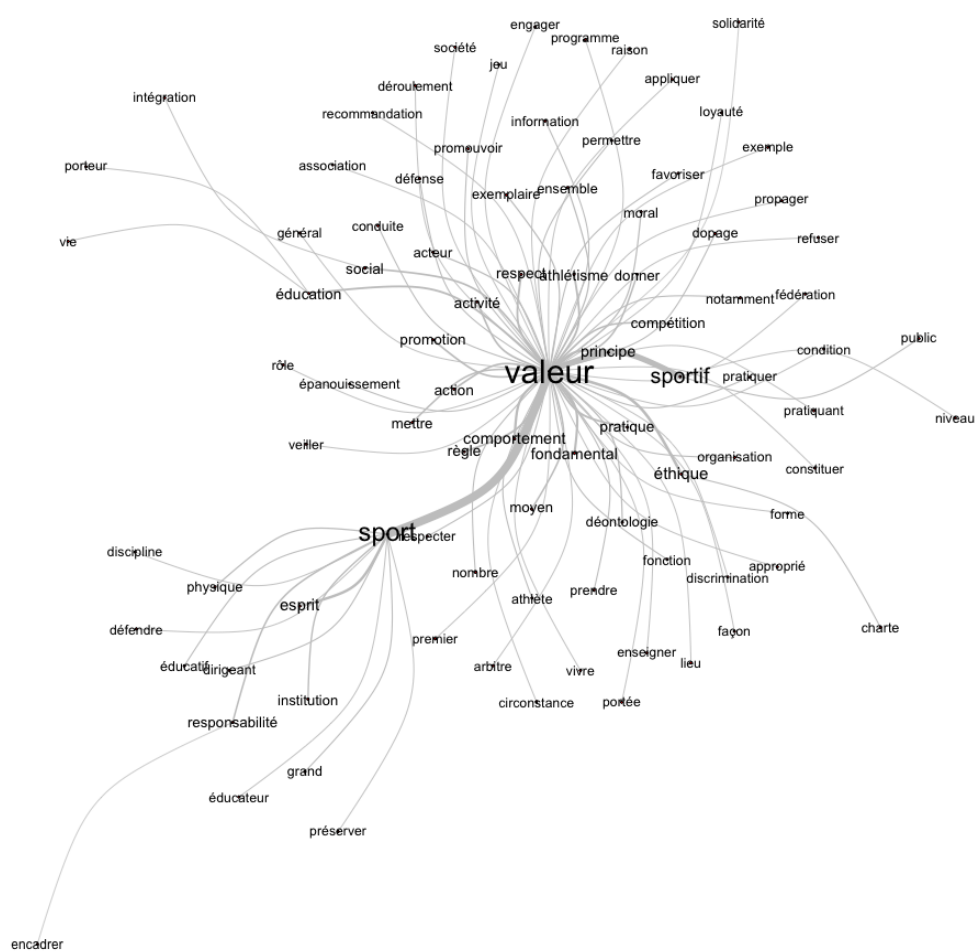 solidarité
engager
programme
société
raison
jeu
appliquer
déroulement
intégration
recommandation
loyauté
information
permettre
promouvoir
exemple
porteur
association
favoriser
défense
ensemble
exemplaire
propager
moral
conduite
général
dopage
refuser
vie
acteur
social
respect
athlétisme
donner
éducation
activité
notamment
fédération
compétition
promotion
public
principe
condition
rôle
valeur
sportif
pratiquer
épanouissement
action
pratiquant
niveau
mettre
pratique
comportement
veiller
règle
fondamental
organisation
constituer
éthique
moyen
forme
déontologie
sport
respecter
discipline
fonction
approprié
nombre
discrimination
physique
prendre
athlète
esprit
charte
défendre
façon
premier
enseigner
lieu
éducatif
dirigeant
arbitre
vivre
institution
circonstance
portée
responsabilité
grand
éducateur
préserver
encadrer